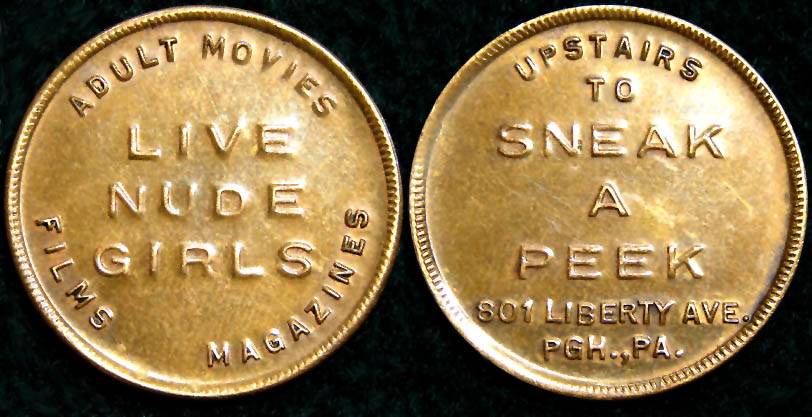 ADULT MOVIES
LIVE
NUDE
GIRLS
FILMS
MAGAZINES
UPSTAIRS
TO
SNEAK
A
PEEK
801 LIBERTY AVE.
PGH., PA.